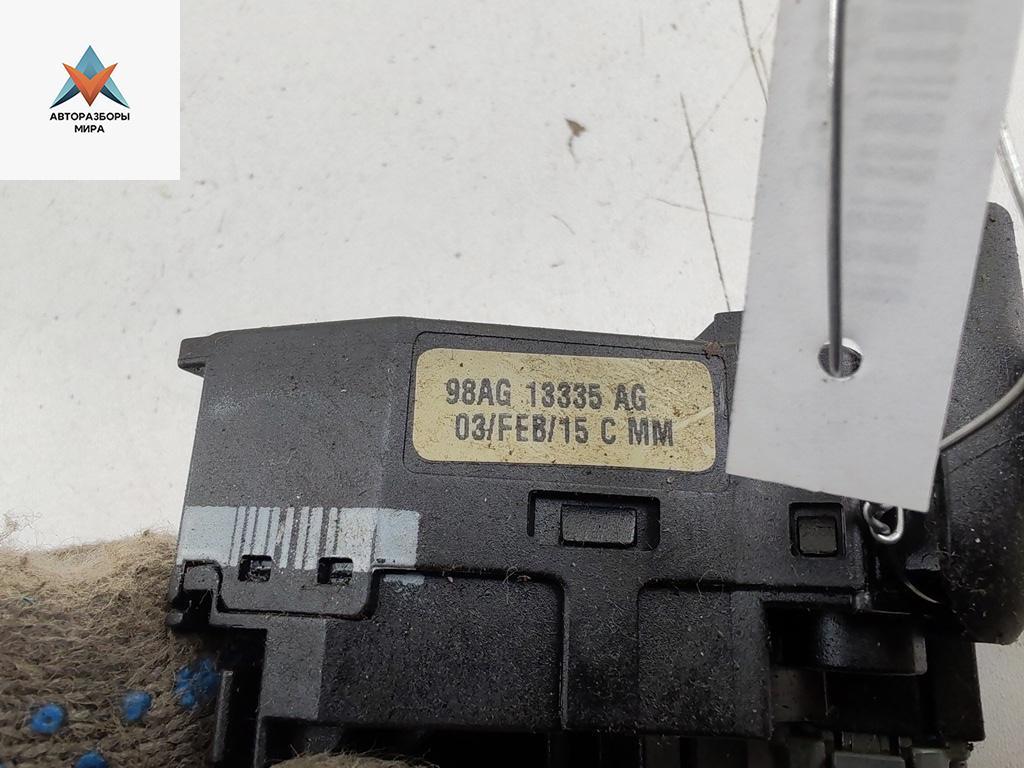 АВТОРАЗБОРЫ
МИРА
98AG 13335 AG
03/FEB/15 C MM